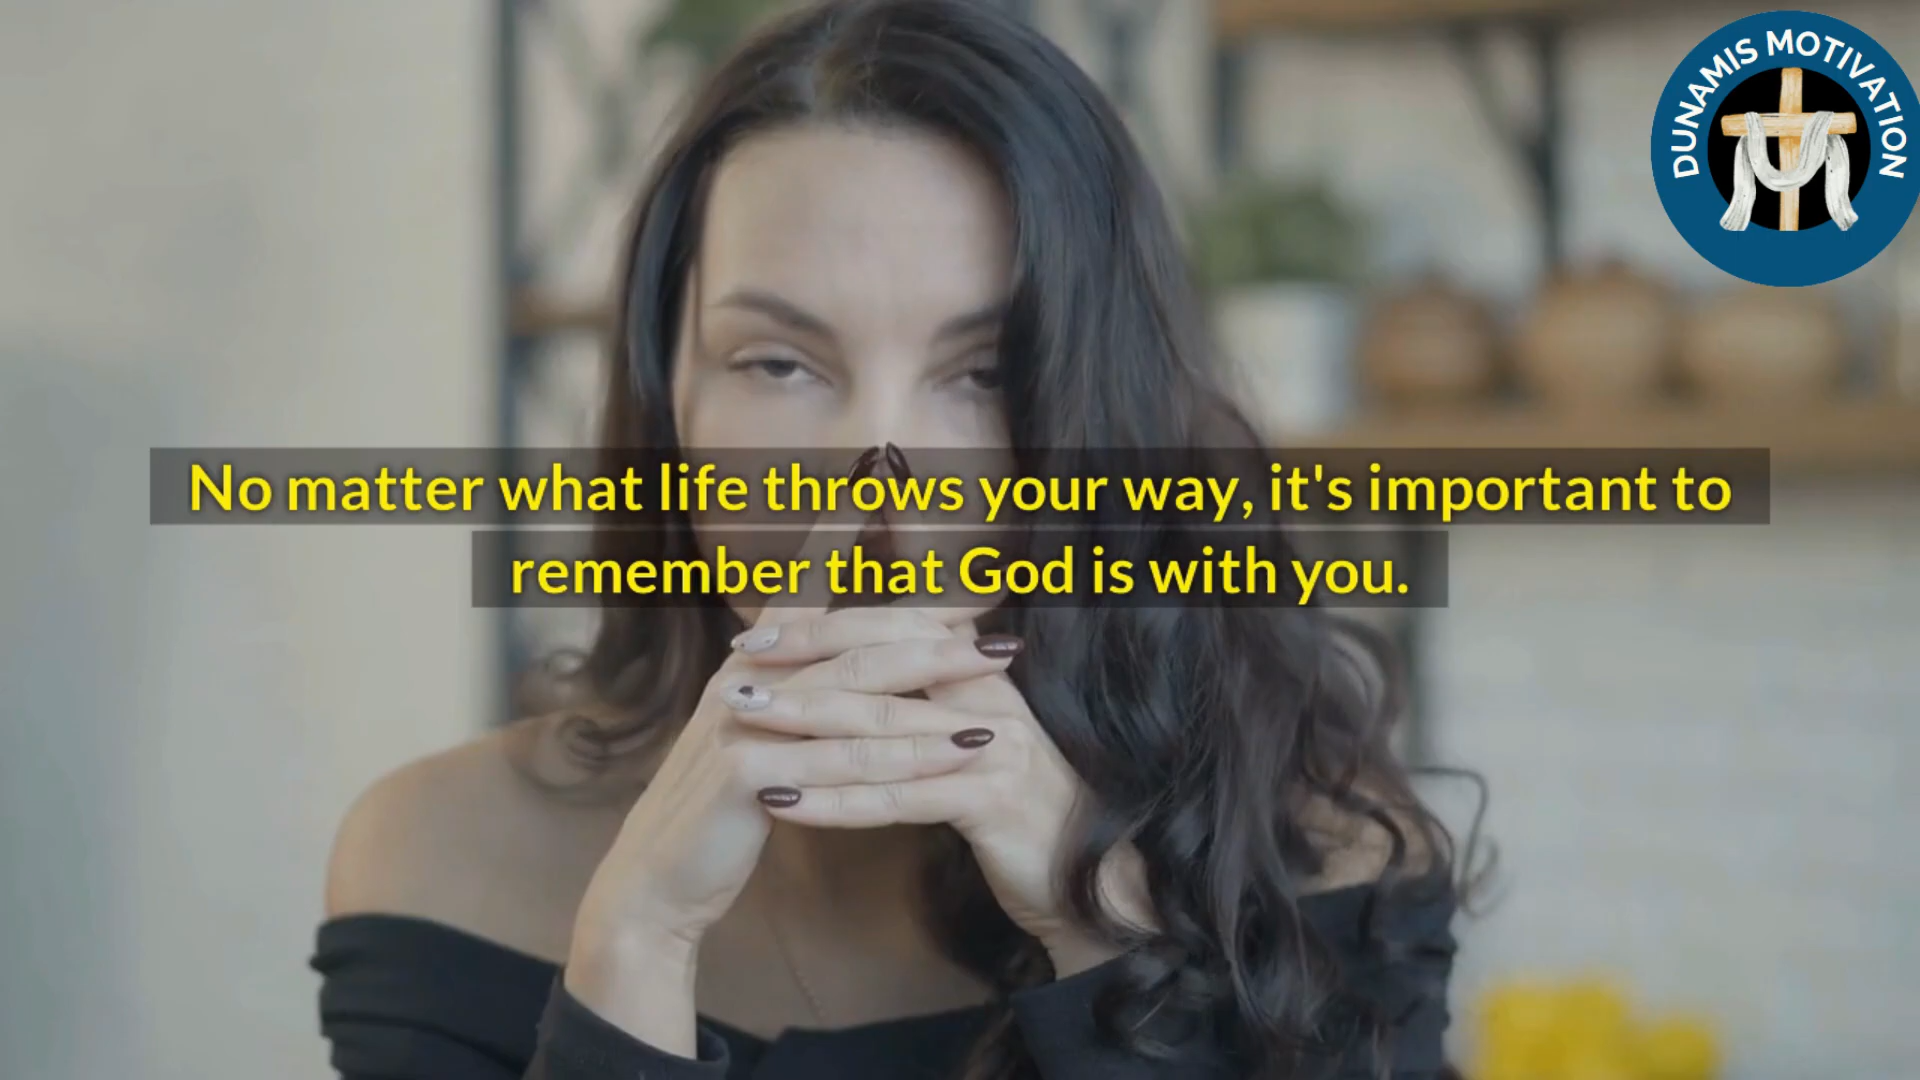 DUNAMIS MOTIVATION
No matter what life throws your way, it's important to
remember that God is with you.